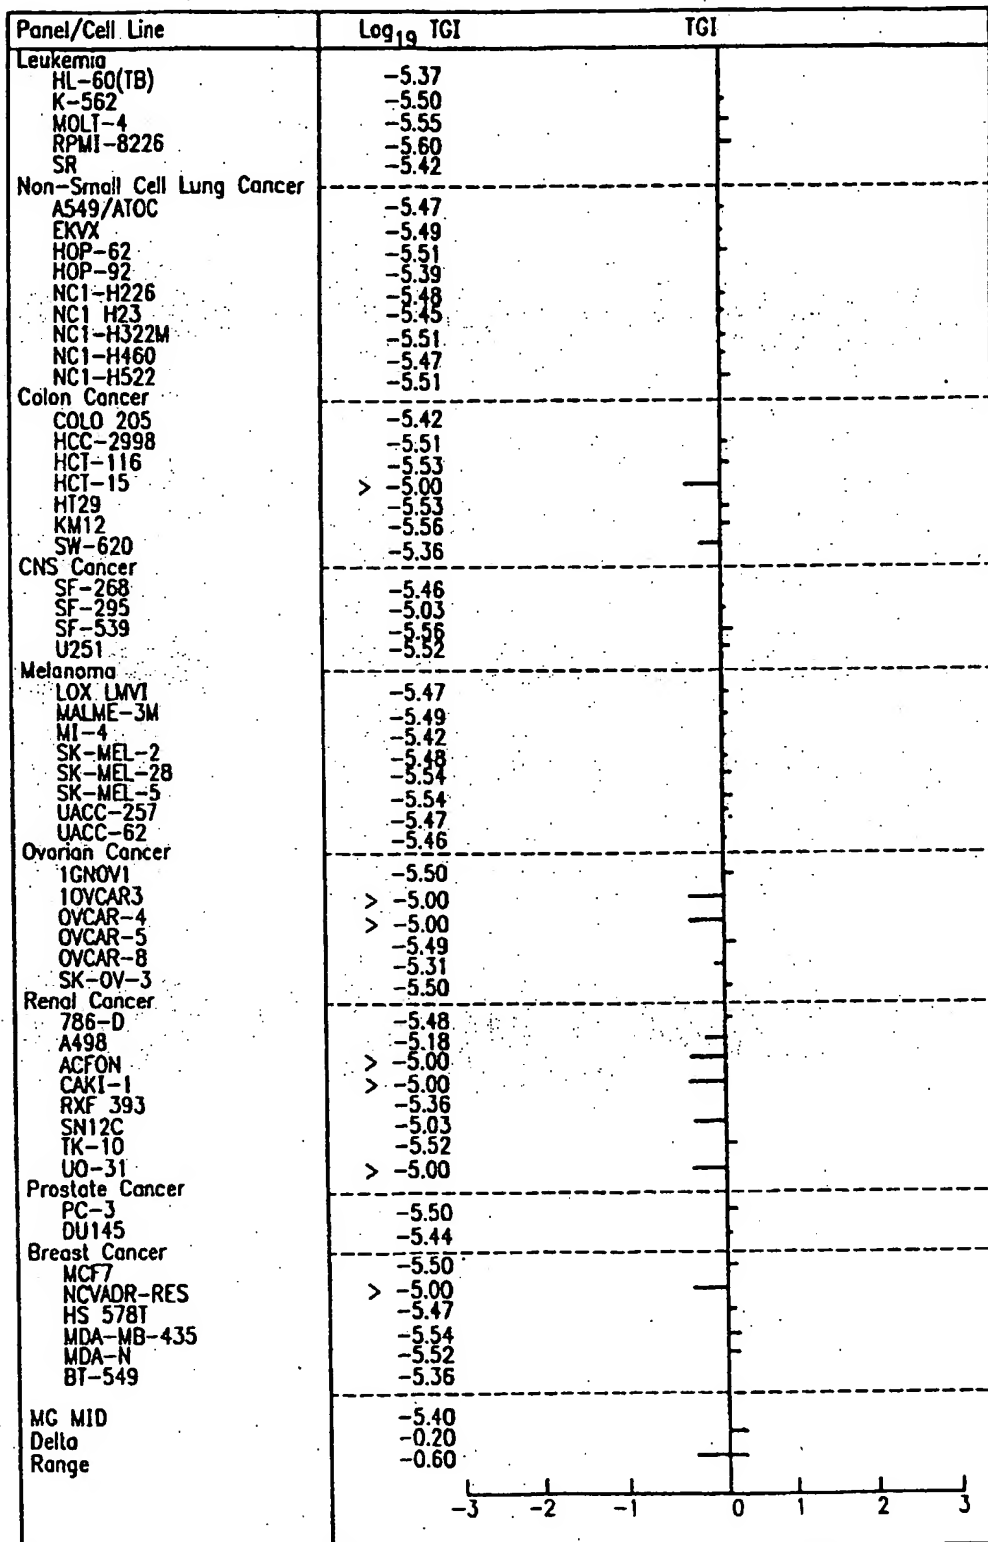 Panel/Cell Line Log19 TGI TGI
Leukemia
HL-60(TB) -5.37
K-562 -5.50
MOLT-4 -5.55
RPMI-8226 -5.60
SR -5.42
Non-Small Cell Lung Cancer
A549/ATOC -5.47
EKVX -5.49
HOP-62 -5.51
HOP-92 -5.39
NC1-H226 -5.48
NC1 H23 -5.45
NC1-H322M -5.51
NC1-H460 -5.47
NC1-H522 -5.51
Colon Cancer
COLO 205 -5.42
HCC-2998 -5.51
HCT-116 -5.53
HCT-15 > -5.00
HT29 -5.53
KM12 -5.56
SW-620 -5.36
CNS Cancer
SF-268 -5.46
SF-295 -5.03
SF-539 -5.56
U251 -5.52
Melanoma
LOX LMVI -5.47
MALME-3M -5.49
MI-4 -5.42
SK-MEL-2 -5.48
SK-MEL-28 -5.54
SK-MEL-5 -5.54
UACC-257 -5.47
UACC-62 -5.46
Ovarian Cancer
1GNOV1 -5.50
10VCAR3 > -5.00
OVCAR-4 > -5.00
OVCAR-5 -5.49
OVCAR-8 -5.31
SK-OV-3 -5.50
Renal Cancer
786-D -5.48
A498 -5.18
ACFON > -5.00
CAKI-1 > -5.00
RXF 393 -5.36
SN12C -5.03
TK-10 -5.52
UO-31 > -5.00
Prostate Cancer
PC-3 -5.50
DU145 -5.44
Breast Cancer
MCF7 -5.50
NCVADR-RES > -5.00
HS 578T -5.47
MDA-MB-435 -5.54
MDA-N -5.52
BT-549 -5.36
MG MID -5.40
Delta -0.20
Range -0.60
-3 -2 -1 0 1 2 3